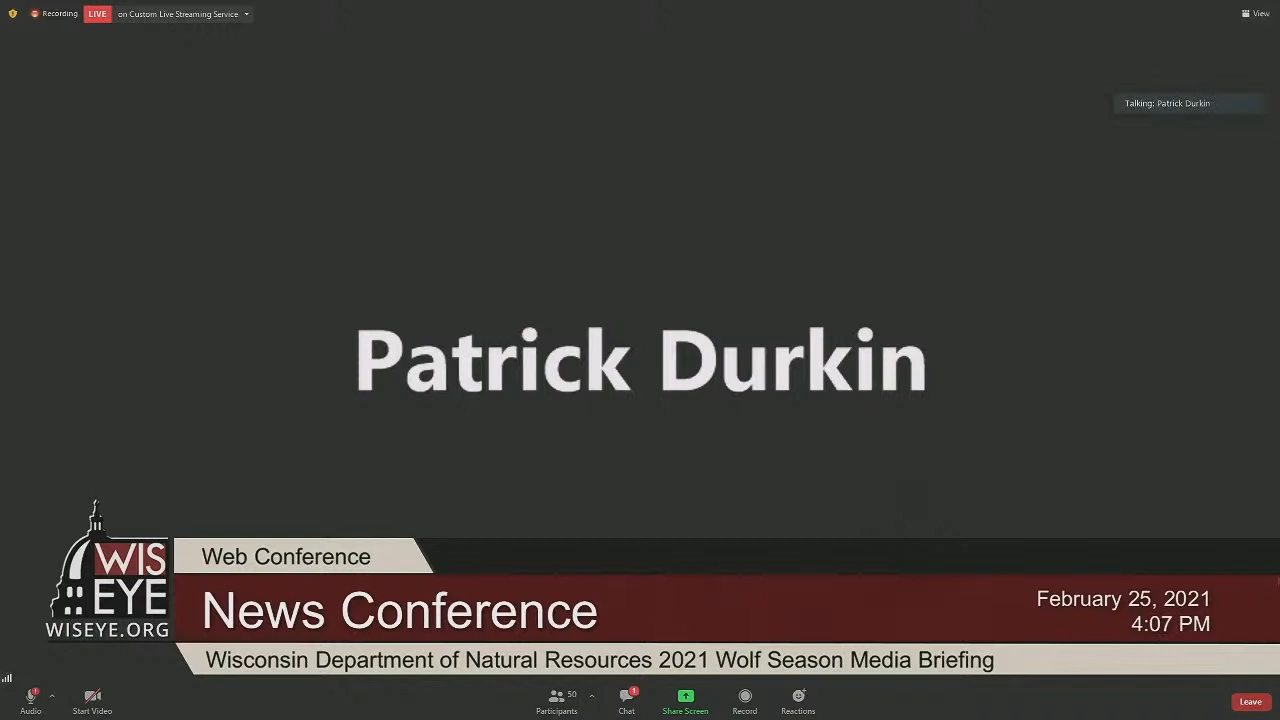 Recording LIVE on Custom Live Streaming Service View
Talking: Patrick Durkin
Patrick Durkin
WIS
EYE
WISEYE.ORG
Web Conference
News Conference
February 25, 2021
4:07 PM
Wisconsin Department of Natural Resources 2021 Wolf Season Media Briefing
50
1
Audio Start Video Participants Chat Share Screen Record Reactions Leave